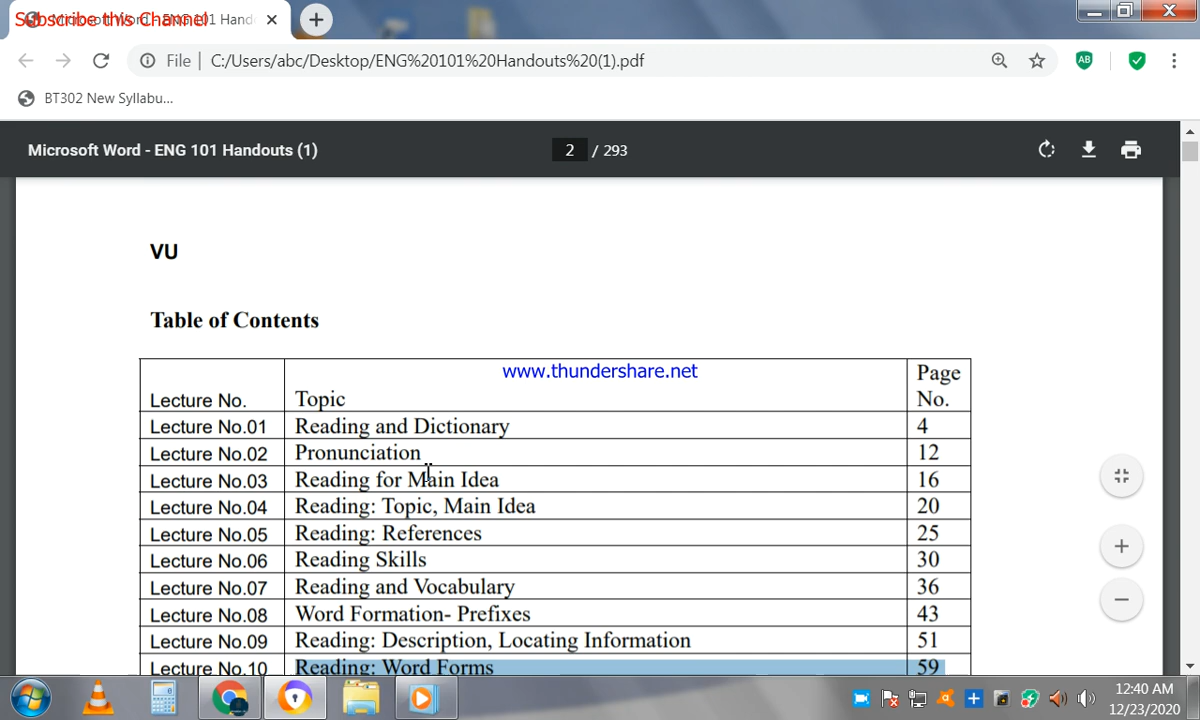 Subscribe this Channel!
Microsoft Word - ENG 101 Hand
File | C:/Users/abc/Desktop/ENG%20101%20Handouts%20(1).pdf
AB
BT302 New Syllabu...
Microsoft Word - ENG 101 Handouts (1)
2 / 293
VU
Table of Contents
www.thundershare.net
Lecture No. Topic Page No.
Lecture No.01 Reading and Dictionary 4
Lecture No.02 Pronunciation 12
Lecture No.03 Reading for Main Idea 16
Lecture No.04 Reading: Topic, Main Idea 20
Lecture No.05 Reading: References 25
Lecture No.06 Reading Skills 30
Lecture No.07 Reading and Vocabulary 36
Lecture No.08 Word Formation- Prefixes 43
Lecture No.09 Reading: Description, Locating Information 51
Lecture No.10 Reading: Word Forms 59
12:40 AM
12/23/2020